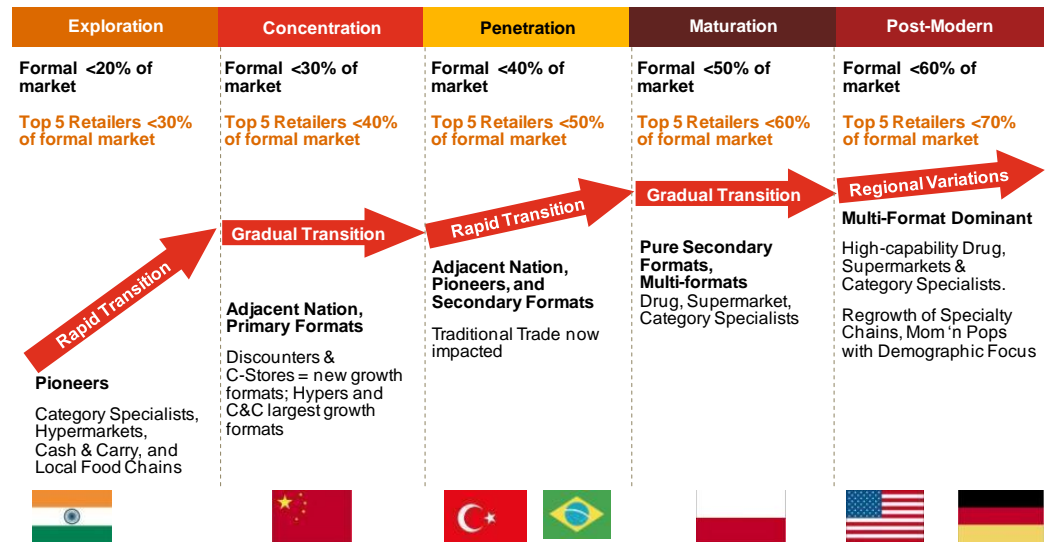 Exploration
Concentration
Penetration
Maturation
Post-Modern
Formal <20% of
market
Top 5 Retailers <30%
of formal market
Formal <30% of
market
Top 5 Retailers <40%
of formal market
Formal <40% of
market
Top 5 Retailers <50%
of formal market
Formal <50% of
market
Top 5 Retailers <60%
of formal market
Formal <60% of
market
Top 5 Retailers <70%
of formal market
Rapid Transition
Gradual Transition
Rapid Transition
Gradual Transition
Regional Variations
Pioneers
Category Specialists,
Hypermarkets,
Cash & Carry, and
Local Food Chains
Adjacent Nation,
Primary Formats
Discounters &
C-Stores = new growth
formats; Hypers and
C&C largest growth
formats
Adjacent Nation,
Pioneers, and
Secondary Formats
Traditional Trade now
impacted
Pure Secondary
Formats,
Multi-formats
Drug, Supermarket,
Category Specialists
Multi-Format Dominant
High-capability Drug,
Supermarkets &
Category Specialists.
Regrowth of Specialty
Chains, Mom ‘n Pops
with Demographic Focus